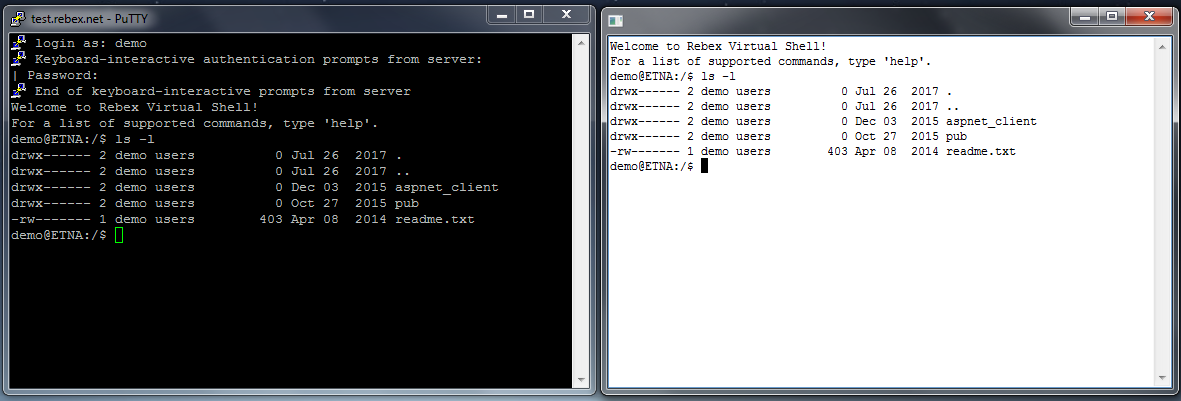 test.rebex.net - PuTTY
login as: demo
Keyboard-interactive authentication prompts from server:
| Password:
End of keyboard-interactive prompts from server
Welcome to Rebex Virtual Shell!
For a list of supported commands, type 'help'.
demo@ETNA:/$ ls -l
drwx------ 2 demo users          0 Jul 26  2017 .
drwx------ 2 demo users          0 Jul 26  2017 ..
drwx------ 2 demo users          0 Dec 03  2015 aspnet_client
drwx------ 2 demo users          0 Oct 27  2015 pub
-rw------- 1 demo users        403 Apr 08  2014 readme.txt
demo@ETNA:/$
Welcome to Rebex Virtual Shell!
For a list of supported commands, type 'help'.
demo@ETNA:/$ ls -l
drwx------ 2 demo users          0 Jul 26  2017 .
drwx------ 2 demo users          0 Jul 26  2017 ..
drwx------ 2 demo users          0 Dec 03  2015 aspnet_client
drwx------ 2 demo users          0 Oct 27  2015 pub
-rw------- 1 demo users        403 Apr 08  2014 readme.txt
demo@ETNA:/$